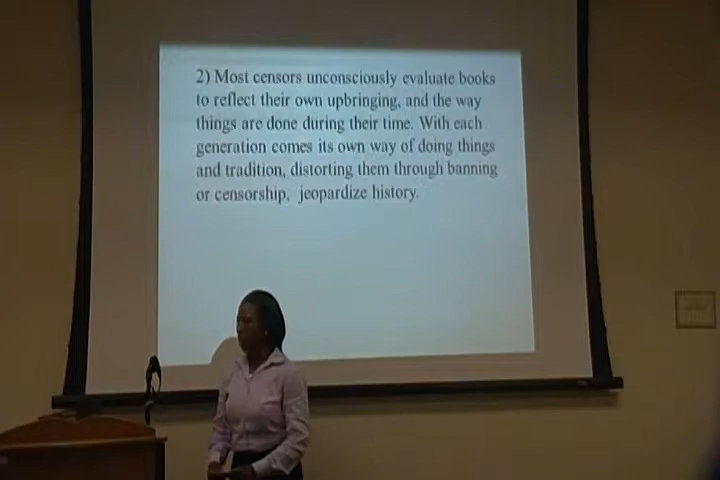 2) Most censors unconsciously evaluate books
to reflect their own upbringing, and the way
things are done during their time. With each
generation comes its own way of doing things
and tradition, distorting them through banning
or censorship, jeopardize history.